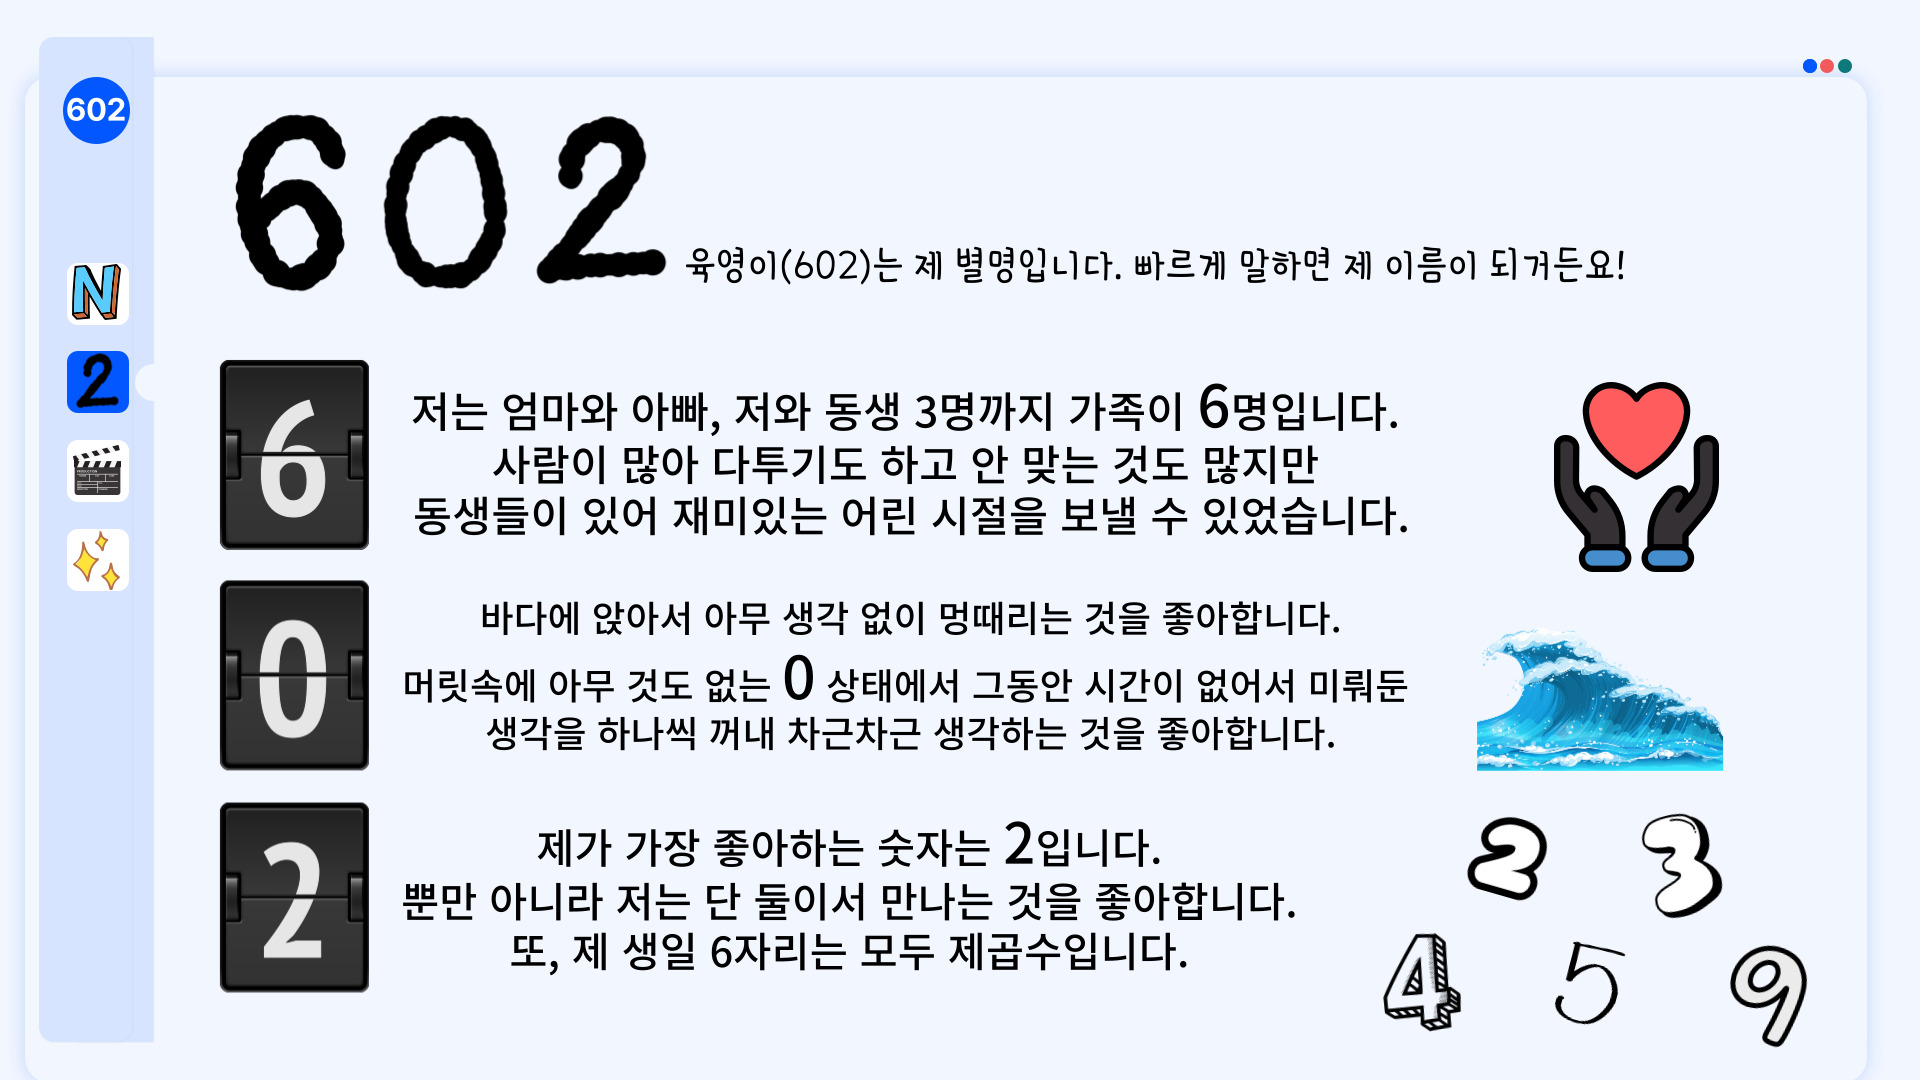 602
N
2
602
육영이(602)는 제 별명입니다. 빠르게 말하면 제 이름이 되거든요!
6
저는 엄마와 아빠, 저와 동생 3명까지 가족이 6명입니다.
사람이 많아 다투기도 하고 안 맞는 것도 많지만
동생들이 있어 재미있는 어린 시절을 보낼 수 있었습니다.
0
바다에 앉아서 아무 생각 없이 멍때리는 것을 좋아합니다.
머릿속에 아무 것도 없는 0 상태에서 그동안 시간이 없어서 미뤄둔
생각을 하나씩 꺼내 차근차근 생각하는 것을 좋아합니다.
2
제가 가장 좋아하는 숫자는 2입니다.
뿐만 아니라 저는 단 둘이서 만나는 것을 좋아합니다.
또, 제 생일 6자리는 모두 제곱수입니다.
2 3
4 5 9